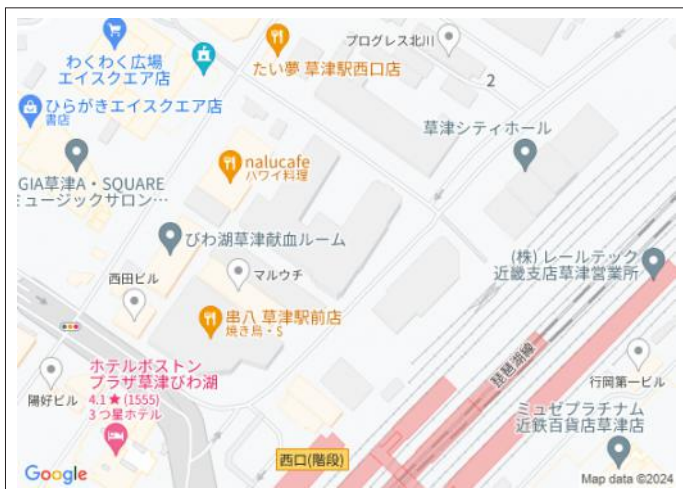 わくわく広場
エイスクエア店
たい夢 草津駅西口店
プログレス北川
2
ひらがきエイスクエア店
書店
草津シティホール
GIA草津A・SQUARE
ミュージックサロン…
nalucafe
ハワイ料理
びわ湖草津献血ルーム
(株) レールテック
近畿支店草津営業所
西田ビル
マルウチ
串八 草津駅前店
焼き鳥・S
琵琶湖線
ホテルボストン
プラザ草津びわ湖
4.1★(1555)
3つ星ホテル
陽好ビル
行岡第一ビル
ミュゼプラチナム
近鉄百貨店草津店
西口(階段)
Google
Map data ©2024